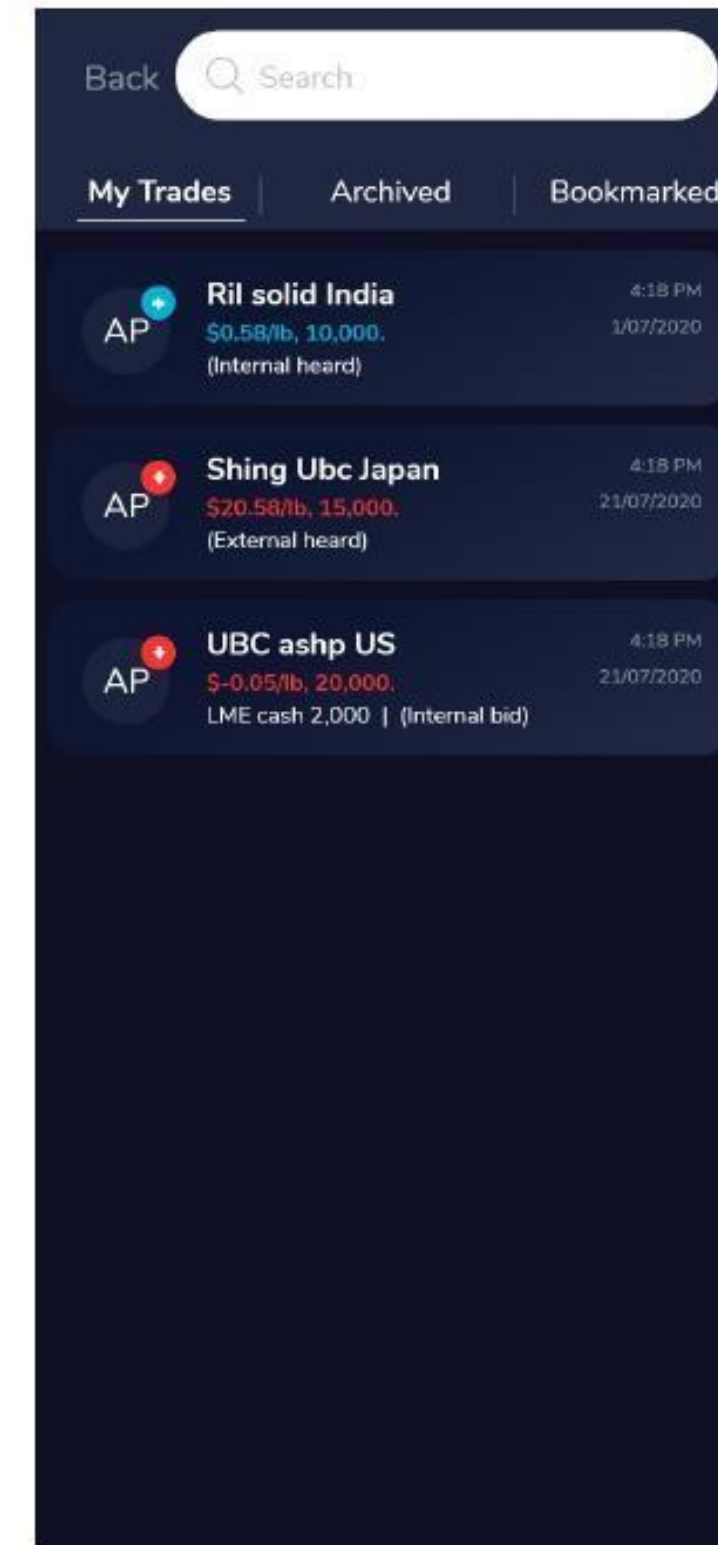 Back
Search
My Trades | Archived | Bookmarked
AP
Ril solid India
4:18 PM
$0.58/lb, 10,000.
1/07/2020
(Internal heard)
AP
Shing Ubc Japan
4:18 PM
$20.58/lb, 15,000.
21/07/2020
(External heard)
AP
UBC ashp US
4:18 PM
$-0.05/lb, 20,000.
21/07/2020
LME cash 2,000 | (Internal bid)